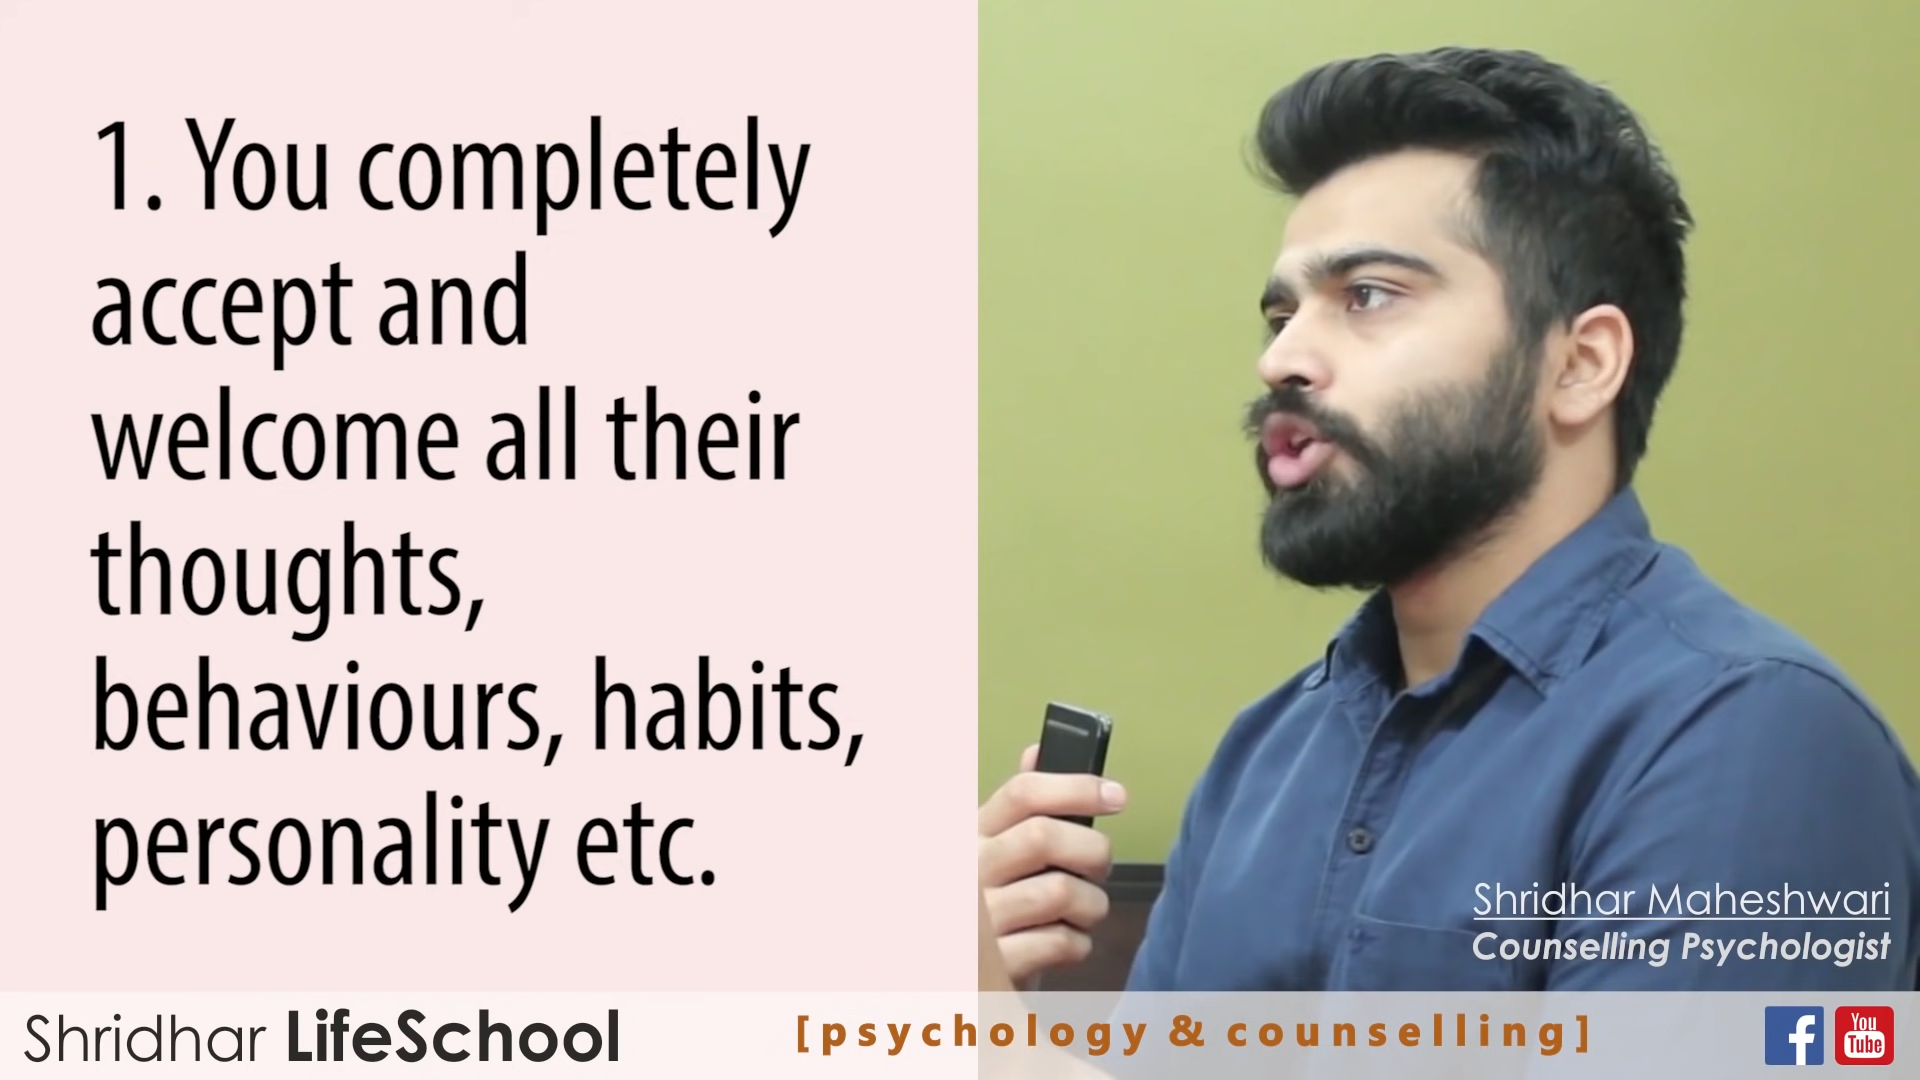 1. You completely
accept and
welcome all their
thoughts,
behaviours, habits,
personality etc.
Shridhar Maheshwari
Counselling Psychologist
Shridhar LifeSchool
[psychology & counselling]
f
You
Tube